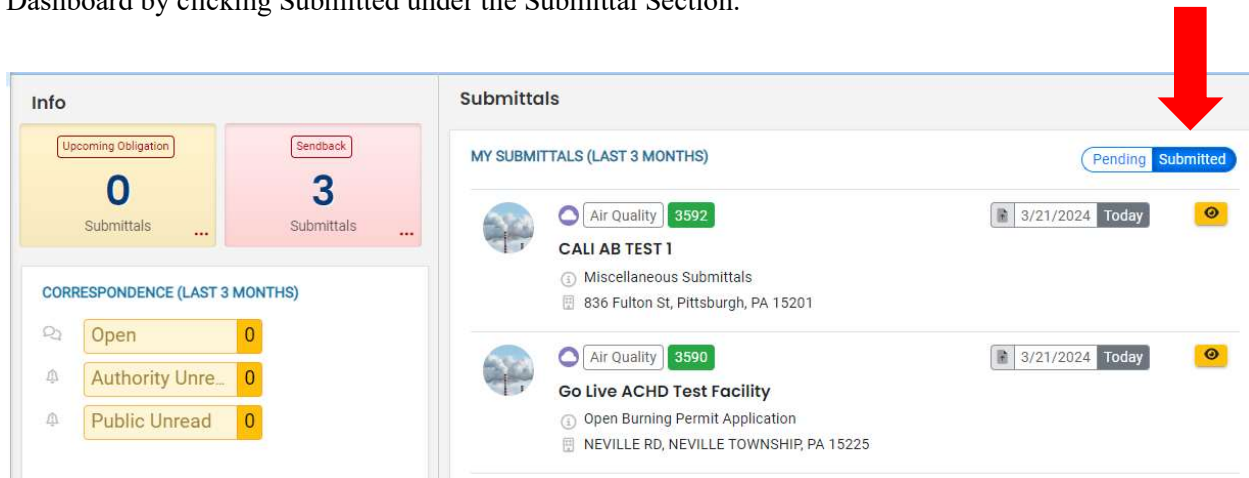 Dashboard by clicking Submitted under the Submittal Section.
Info
Upcoming Obligation
0
Submittals
...
Sendback
3
Submittals
...
CORRESPONDENCE (LAST 3 MONTHS)
Open 0
Authority Unre... 0
Public Unread 0
Submittals
MY SUBMITTALS (LAST 3 MONTHS)
Pending Submitted
Air Quality 3592 3/21/2024 Today
CALI AB TEST 1
Miscellaneous Submittals
836 Fulton St, Pittsburgh, PA 15201
Air Quality 3590 3/21/2024 Today
Go Live ACHD Test Facility
Open Burning Permit Application
NEVILLE RD, NEVILLE TOWNSHIP, PA 15225